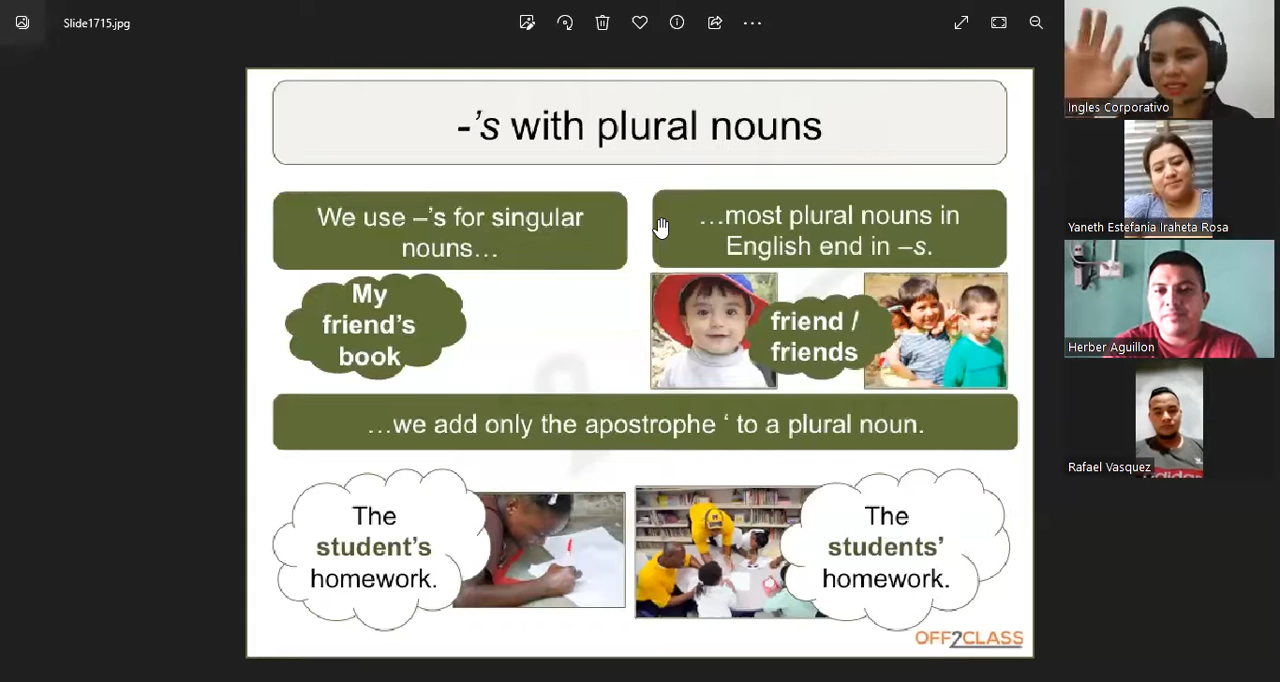 Slide1715.jpg
-’s with plural nouns
We use –’s for singular
nouns…
…most plural nouns in
English end in –s.
My
friend’s
book
friend /
friends
…we add only the apostrophe ‘ to a plural noun.
The
student’s
homework.
The
students’
homework.
OFF2CLASS
Ingles Corporativo
Yaneth Estefania Iraheta Rosa
Herber Aguillon
Rafael Vasquez
adidas